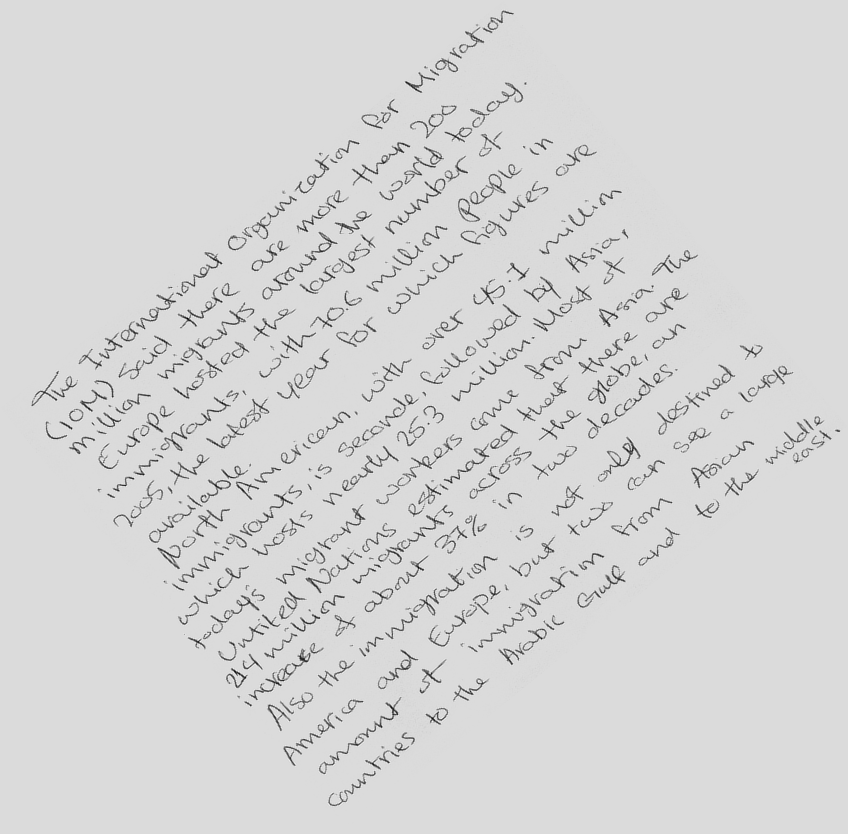 The International Organization for Migration
(IOM) said there are more than 200
million migrants around the world today.
Europe hosted the largest number of
immigrants, with 70.6 million people in
2005, the latest year for which figures are
available.
North American, with over 45.1 million
immigrants, is seconde, followed by Asia,
which hosts nearly 25.3 million. Most of
today's migrant workers come from Asia. The
Untited Nations estimated that there are
214 million migrants across the globe, an
increase of about 37% in two decades.
Also the immigration is not only destined to
America and Europe, but two can see a large
amount of immigration from Asian
countries to the Arabic Gulf and to the middle
east.